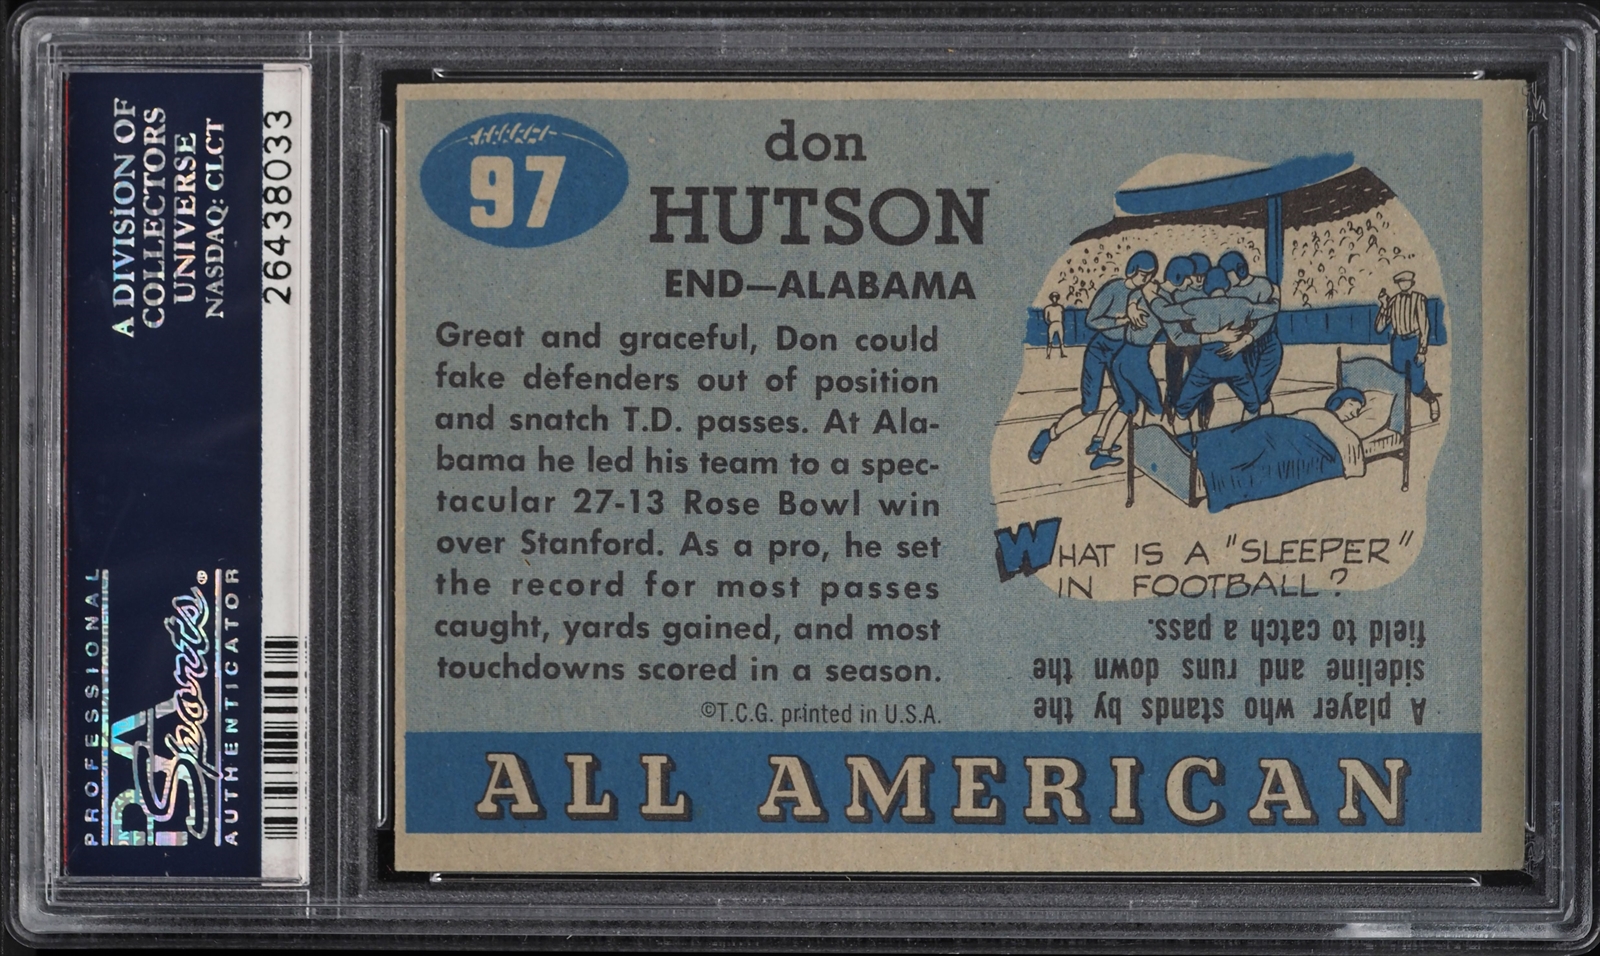 A DIVISION OF
COLLECTORS
UNIVERSE
NASDAQ: CLCT
26438033
PROFESSIONAL
PSA
Sports®
AUTHENTICATOR
97
don
HUTSON
END—ALABAMA
Great and graceful, Don could
fake defenders out of position
and snatch T.D. passes. At Ala-
bama he led his team to a spec-
tacular 27-13 Rose Bowl win
over Stanford. As a pro, he set
the record for most passes
caught, yards gained, and most
touchdowns scored in a season.
©T.C.G. printed in U.S.A.
WHAT IS A "SLEEPER"
IN FOOTBALL?
A player who stands by the
sideline and runs down the
field to catch a pass.
ALL AMERICAN